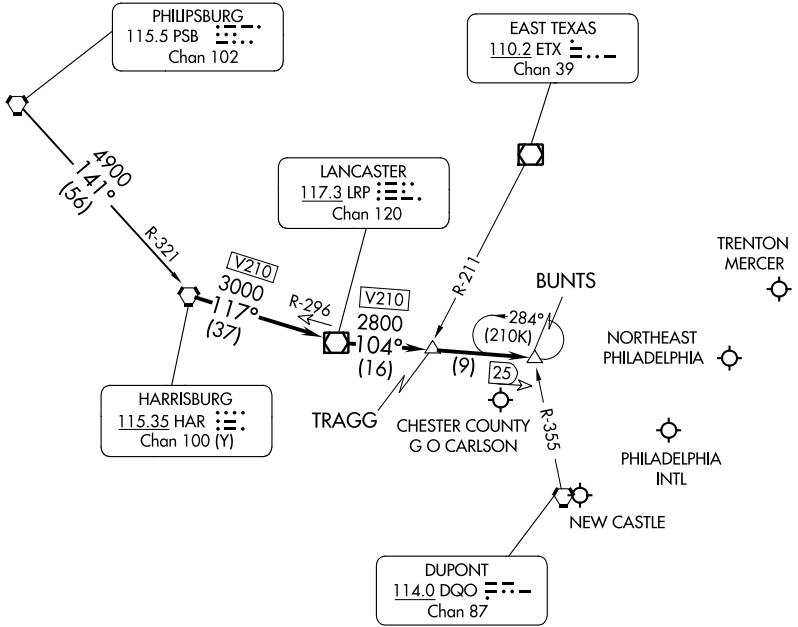 PHILIPSBURG
115.5 PSB
Chan 102
EAST TEXAS
110.2 ETX
Chan 39
4900
141°
(56)
R-321
LANCASTER
117.3 LRP
Chan 120
R-211
TRENTON
MERCER
V210
3000
117°
(37)
R-296
V210
2800
104°
(16)
BUNTS
284°
(210K)
(9)
25
NORTHEAST
PHILADELPHIA
HARRISBURG
115.35 HAR
Chan 100 (Y)
TRAGG
CHESTER COUNTY
G O CARLSON
R-355
PHILADELPHIA
INTL
NEW CASTLE
DUPONT
114.0 DQO
Chan 87